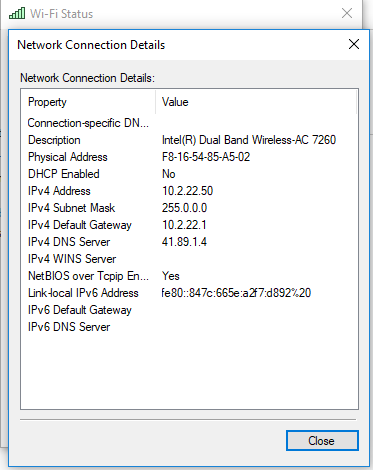 Wi-Fi Status
Network Connection Details
Network Connection Details:
Property Value
Connection-specific DN...
Description Intel(R) Dual Band Wireless-AC 7260
Physical Address F8-16-54-85-A5-02
DHCP Enabled No
IPv4 Address 10.2.22.50
IPv4 Subnet Mask 255.0.0.0
IPv4 Default Gateway 10.2.22.1
IPv4 DNS Server 41.89.1.4
IPv4 WINS Server
NetBIOS over Tcpip En... Yes
Link-local IPv6 Address fe80::847c:665e:a2f7:d892%20
IPv6 Default Gateway
IPv6 DNS Server
Close